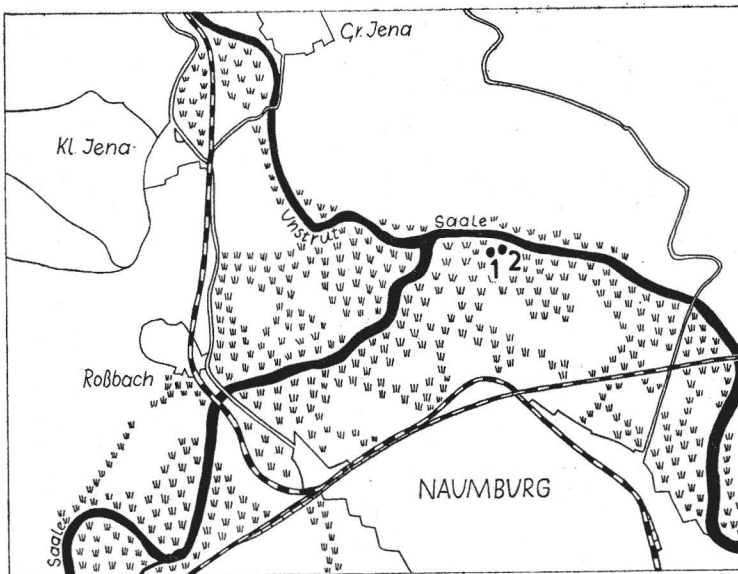 Gr. Jena
Kl. Jena
Unstrut
Saale
1 2
Roßbach
NAUMBURG
Saale